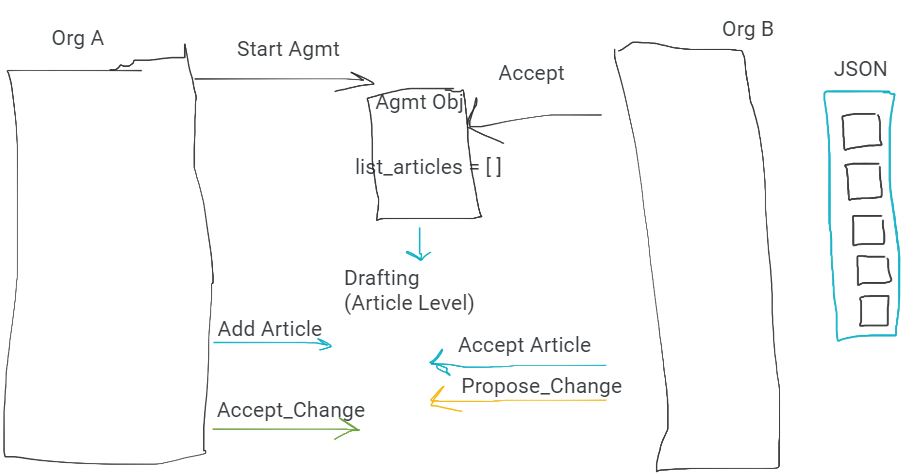 Org A
Start Agmt
Org B
Accept
JSON
Agmt Obj
list_articles = [ ]
Drafting
(Article Level)
Add Article
Accept Article
Propose_Change
Accept_Change